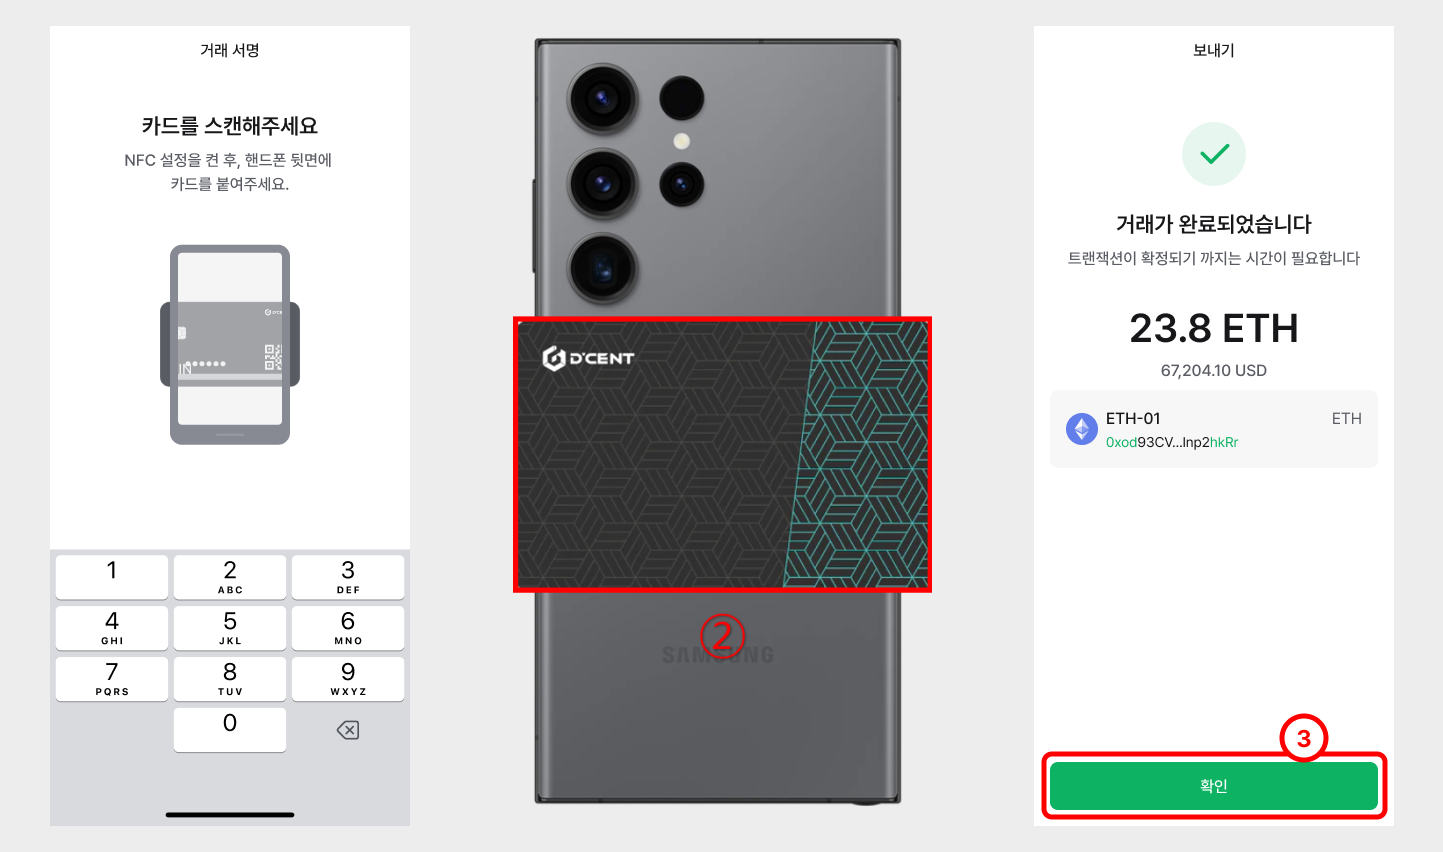 거래 서명
카드를 스캔해주세요
NFC 설정을 켠 후, 핸드폰 뒷면에
카드를 붙여주세요.
D'CENT
IN
1
2
ABC
3
DEF
4
GHI
5
JKL
6
MNO
7
PQRS
8
TUV
9
WXYZ
0
D'CENT
②
SAMSUNG
보내기
거래가 완료되었습니다
트랜잭션이 확정되기 까지는 시간이 필요합니다
23.8 ETH
67,204.10 USD
ETH-01
ETH
0xod93CV...lnp2hkRr
3
확인